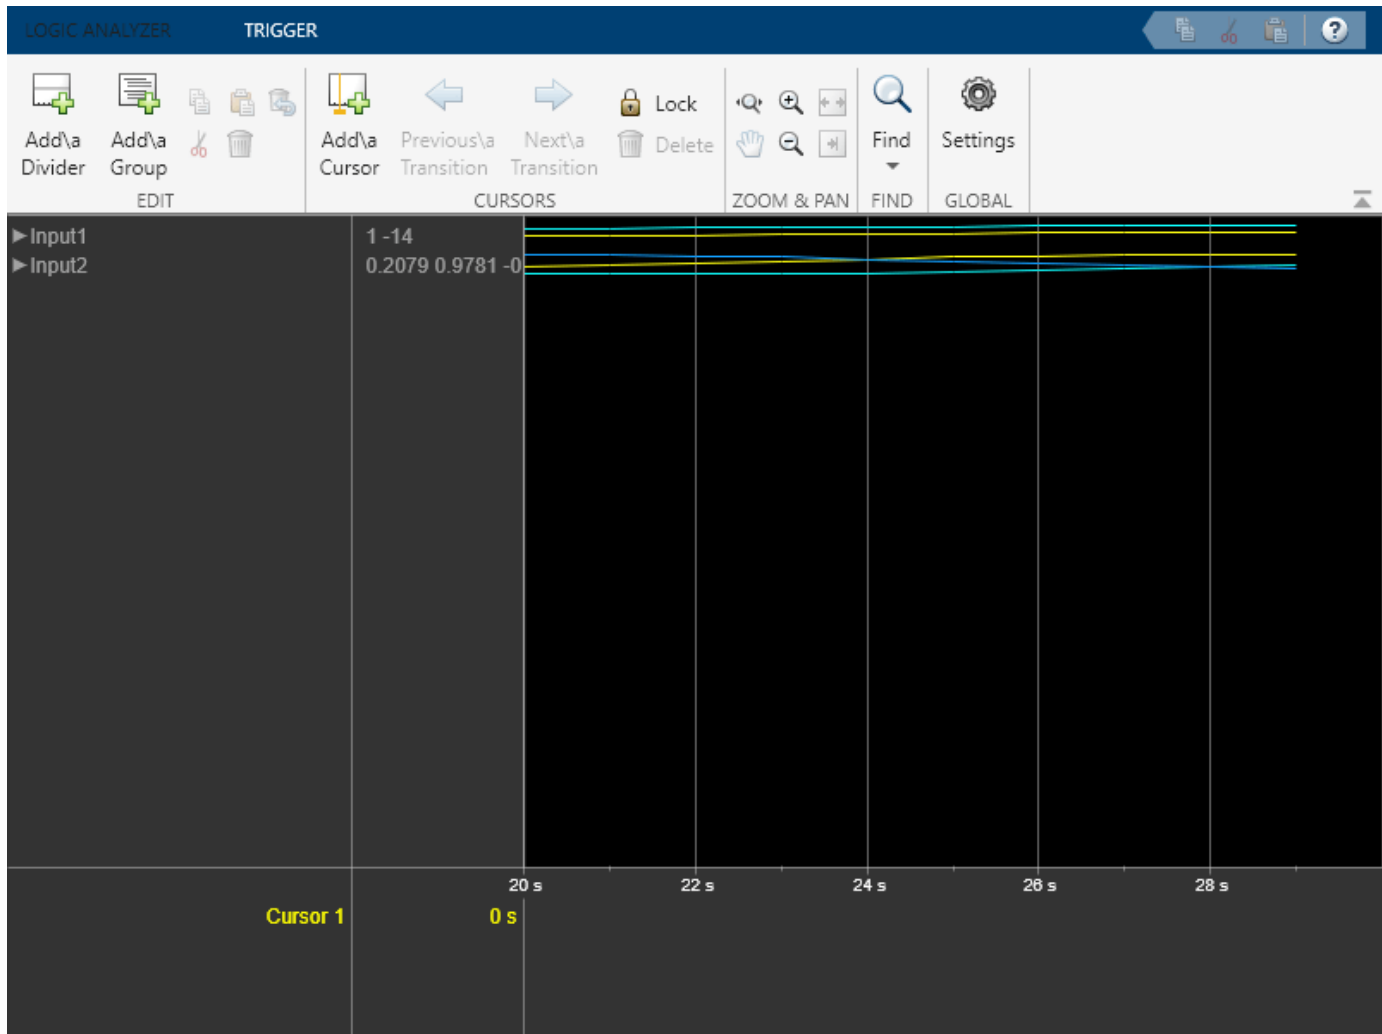 LOGIC ANALYZER TRIGGER
?
Add\a Divider
Add\a Group
EDIT
Add\a Cursor
Previous\a Transition
Next\a Transition
Lock
Delete
CURSORS
ZOOM & PAN
Find
FIND
Settings
GLOBAL
Input1 1 -14
Input2 0.2079 0.9781 -0
20 s 22 s 24 s 26 s 28 s
Cursor 1 0 s